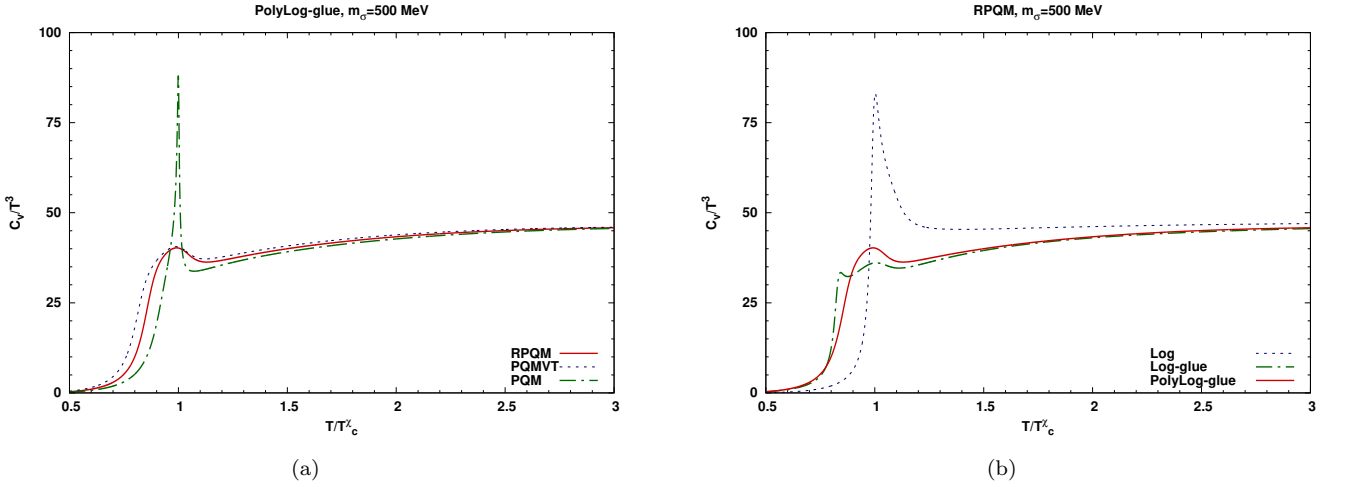 PolyLog-glue, mσ=500 MeV
100
75
50
25
0
Cv/T³
0.5
1
1.5
2
2.5
3
T/Tχc
RPQM
PQMVT
PQM
(a)
RPQM, mσ=500 MeV
100
75
50
25
0
Cv/T³
0.5
1
1.5
2
2.5
3
T/Tχc
Log
Log-glue
PolyLog-glue
(b)